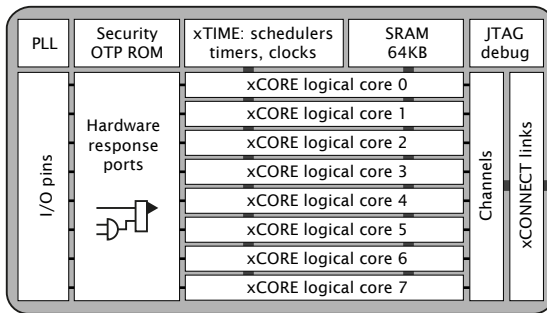 PLL
Security
OTP ROM
xTIME: schedulers
timers, clocks
SRAM
64KB
JTAG
debug
I/O pins
Hardware
response
ports
xCORE logical core 0
xCORE logical core 1
xCORE logical core 2
xCORE logical core 3
xCORE logical core 4
xCORE logical core 5
xCORE logical core 6
xCORE logical core 7
Channels
xCONNECT links